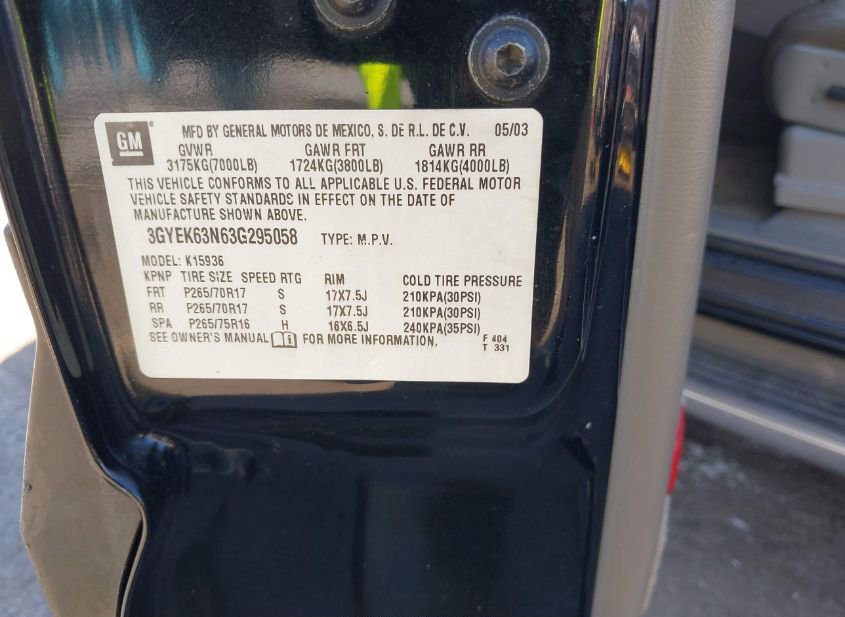 GM MFD BY GENERAL MOTORS DE MEXICO, S. DE R.L. DE C.V. 05/03
GVWR GAWR FRT GAWR RR
3175KG(7000LB) 1724KG(3800LB) 1814KG(4000LB)
THIS VEHICLE CONFORMS TO ALL APPLICABLE U.S. FEDERAL MOTOR
VEHICLE SAFETY STANDARDS IN EFFECT ON THE DATE OF
MANUFACTURE SHOWN ABOVE.
3GYEK63N63G295058 TYPE: M.P.V.
MODEL: K15936
KPNP TIRE SIZE SPEED RTG RIM COLD TIRE PRESSURE
FRT P265/70R17 S 17X7.5J 210KPA(30PSI)
RR P265/70R17 S 17X7.5J 210KPA(30PSI)
SPA P265/75R16 H 16X6.5J 240KPA(35PSI)
SEE OWNER'S MANUAL FOR MORE INFORMATION. F 404
T 331